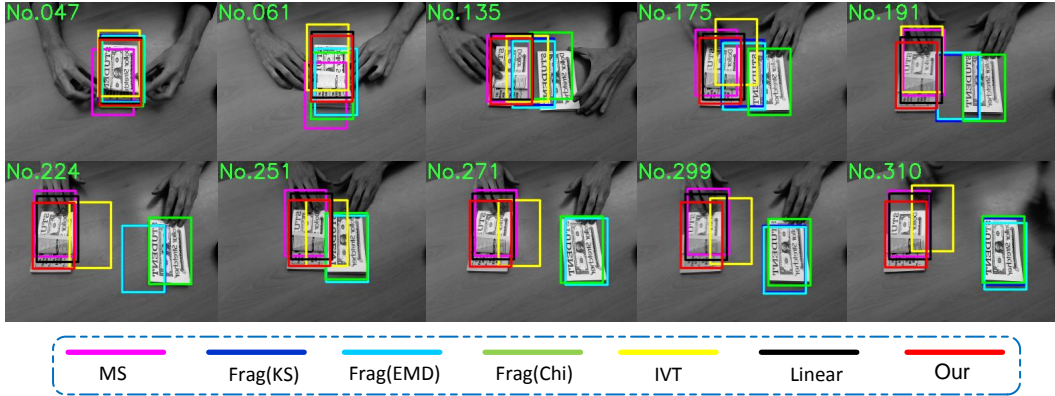 No.047
No.061
No.135
No.175
No.191
No.224
No.251
No.271
No.299
No.310
MS
Frag(KS)
Frag(EMD)
Frag(Chi)
IVT
Linear
Our